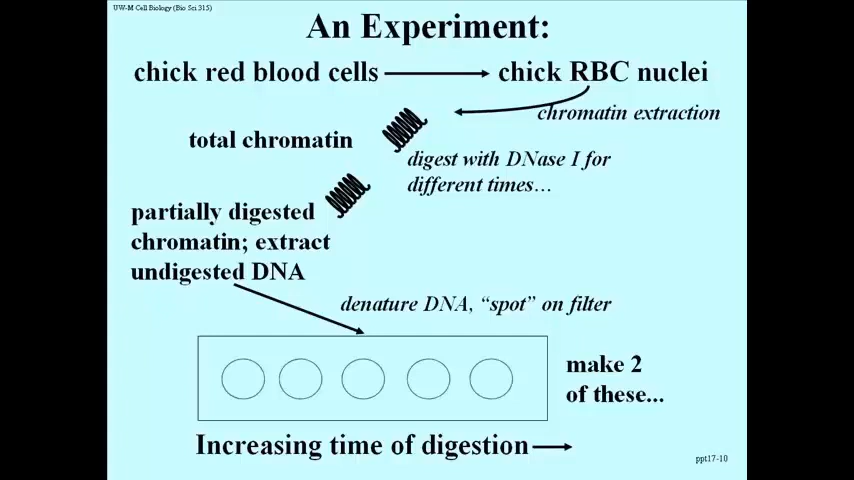 UW-M Cell Biology (Bio Sci 315)
An Experiment:
chick red blood cells
chick RBC nuclei
chromatin extraction
total chromatin
digest with DNase I for
different times…
partially digested
chromatin; extract
undigested DNA
denature DNA, “spot” on filter
make 2
of these...
Increasing time of digestion
ppt17-10